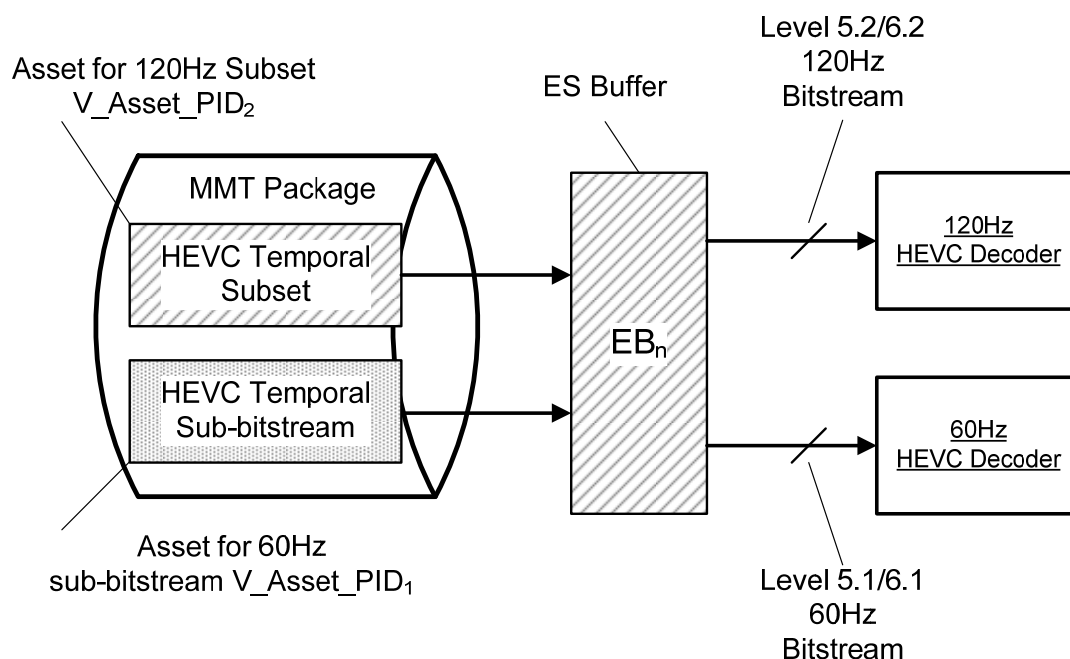 Asset for 120Hz Subset
V_Asset_PID₂
MMT Package
HEVC Temporal
Subset
HEVC Temporal
Sub-bitstream
Asset for 60Hz
sub-bitstream V_Asset_PID₁
ES Buffer
EBₙ
Level 5.2/6.2
120Hz
Bitstream
120Hz
HEVC Decoder
60Hz
HEVC Decoder
Level 5.1/6.1
60Hz
Bitstream